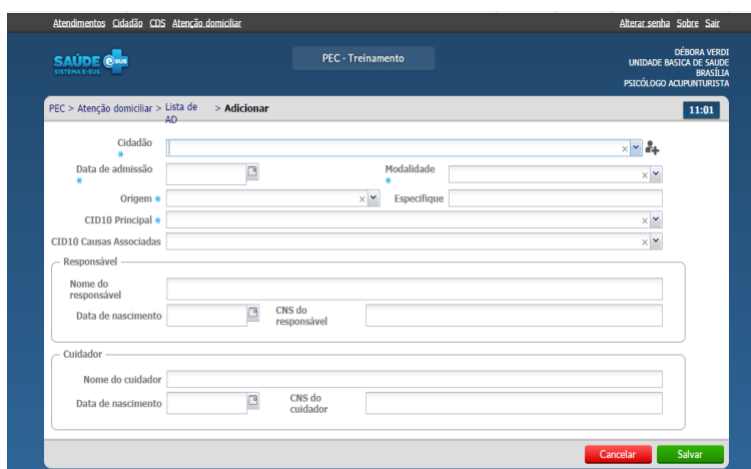 Atendimentos Cidadão CDS Atenção domiciliar Alterar senha Sobre Sair
SAÚDE e sus
SISTEMA E-SUS
PEC - Treinamento
DÉBORA VERDI
UNIDADE BASICA DE SAUDE
BRASÍLIA
PSICÓLOGO ACUPUNTURISTA
PEC > Atenção domiciliar > Lista de AD > Adicionar 11:01
Cidadão *
Data de admissão * Modalidade *
Origem * Especifique
CID10 Principal *
CID10 Causas Associadas
Responsável
Nome do responsável
Data de nascimento CNS do responsável
Cuidador
Nome do cuidador
Data de nascimento CNS do cuidador
Cancelar Salvar